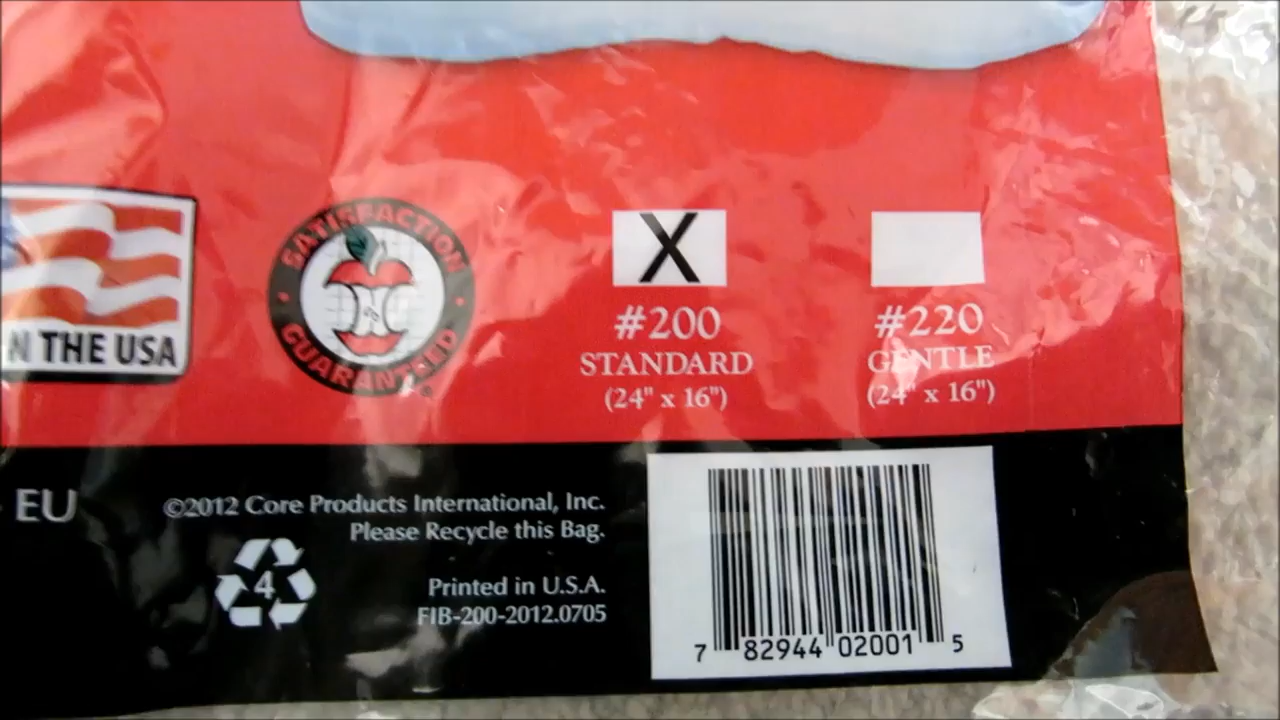 N THE USA
SATISFACTION
GUARANTEED
X
#200
STANDARD
(24" x 16")
#220
GENTLE
(24" x 16")
EU
©2012 Core Products International, Inc.
Please Recycle this Bag.
4
Printed in U.S.A.
FIB-200-2012.0705
7 82944 02001 5